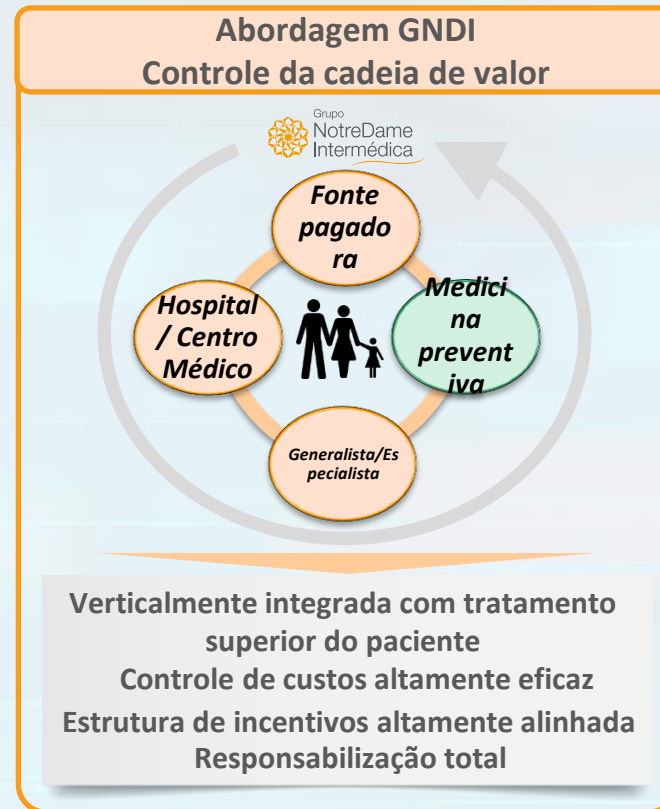 Abordagem GNDI
Controle da cadeia de valor
Grupo
NotreDame
Intermédica
Fonte
pagado
ra
Hospital
/ Centro
Médico
Medici
na
prevent
iva
Generalista/Es
pecialista
Verticalmente integrada com tratamento
superior do paciente
Controle de custos altamente eficaz
Estrutura de incentivos altamente alinhada
Responsabilização total